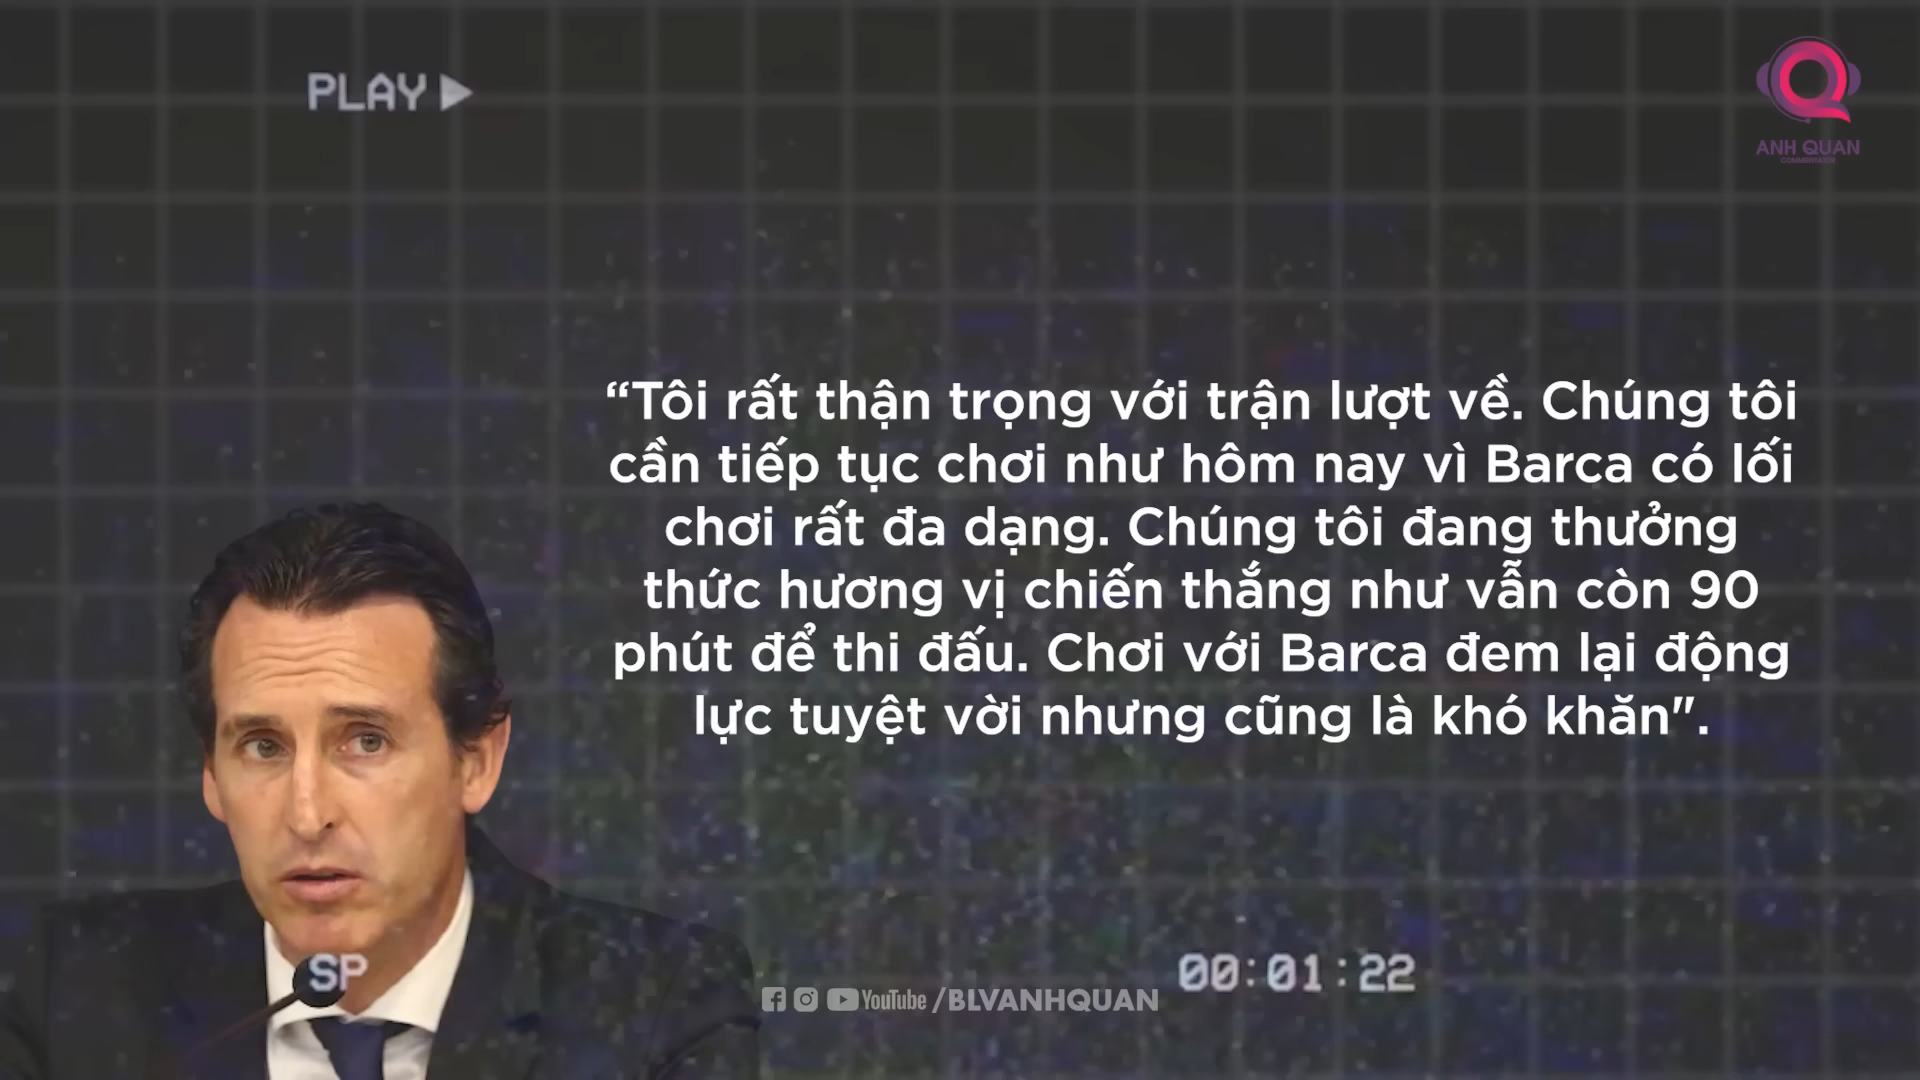 PLAY
ANH QUAN
COMMENTATOR
“Tôi rất thận trọng với trận lượt về. Chúng tôi
cần tiếp tục chơi như hôm nay vì Barca có lối
chơi rất đa dạng. Chúng tôi đang thưởng
thức hương vị chiến thắng như vẫn còn 90
phút để thi đấu. Chơi với Barca đem lại động
lực tuyệt vời nhưng cũng là khó khăn".
SP
00:01:22
YouTube /BLVANHQUAN